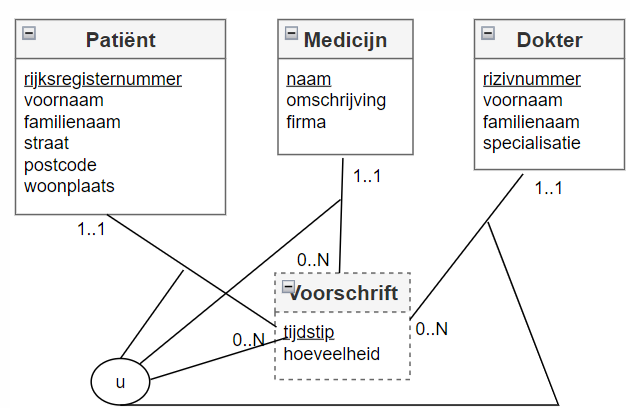 Patiënt
rijksregisternummer
voornaam
familienaam
straat
postcode
woonplaats
Medicijn
naam
omschrijving
firma
Dokter
rizivnummer
voornaam
familienaam
specialisatie
1..1
1..1
1..1
0..N
0..N
0..N
Voorschrift
tijdstip
hoeveelheid
u